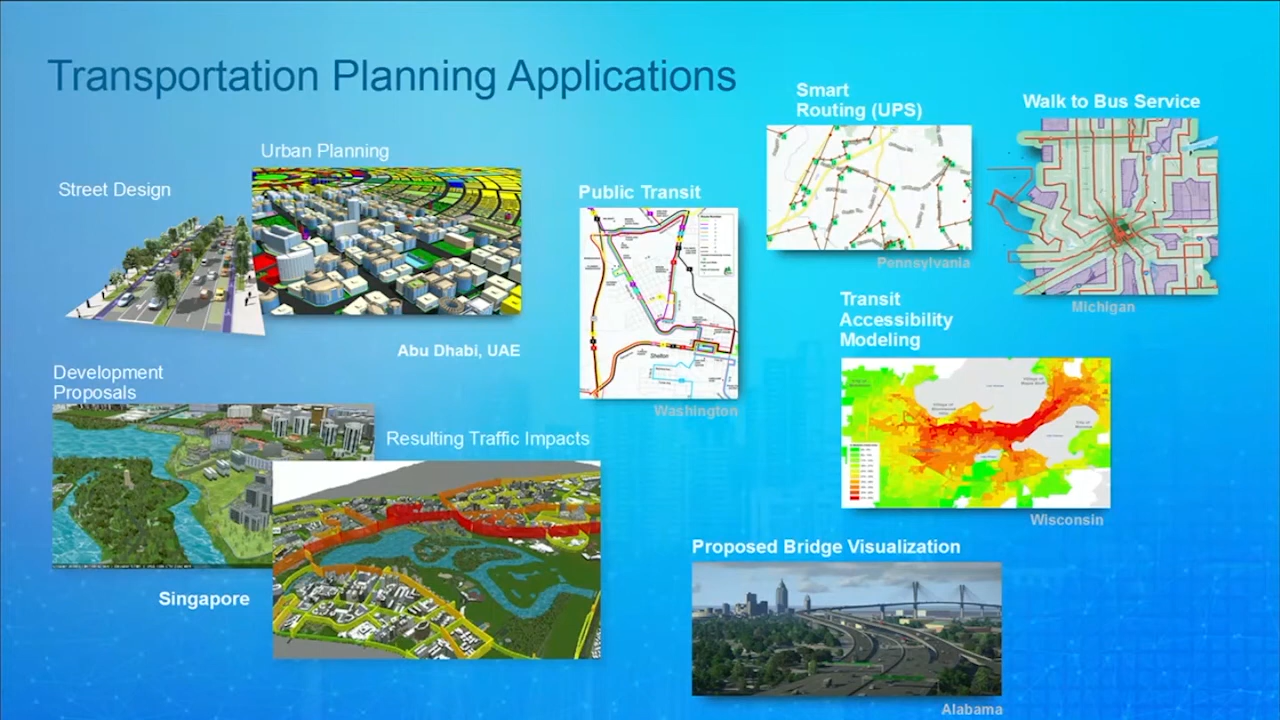 Transportation Planning Applications
Smart
Routing (UPS)
Walk to Bus Service
Urban Planning
Street Design
Public Transit
Pennsylvania
Michigan
Transit
Accessibility
Modeling
Abu Dhabi, UAE
Shelton
Development
Proposals
Washington
Resulting Traffic Impacts
Wisconsin
Proposed Bridge Visualization
Singapore
Alabama